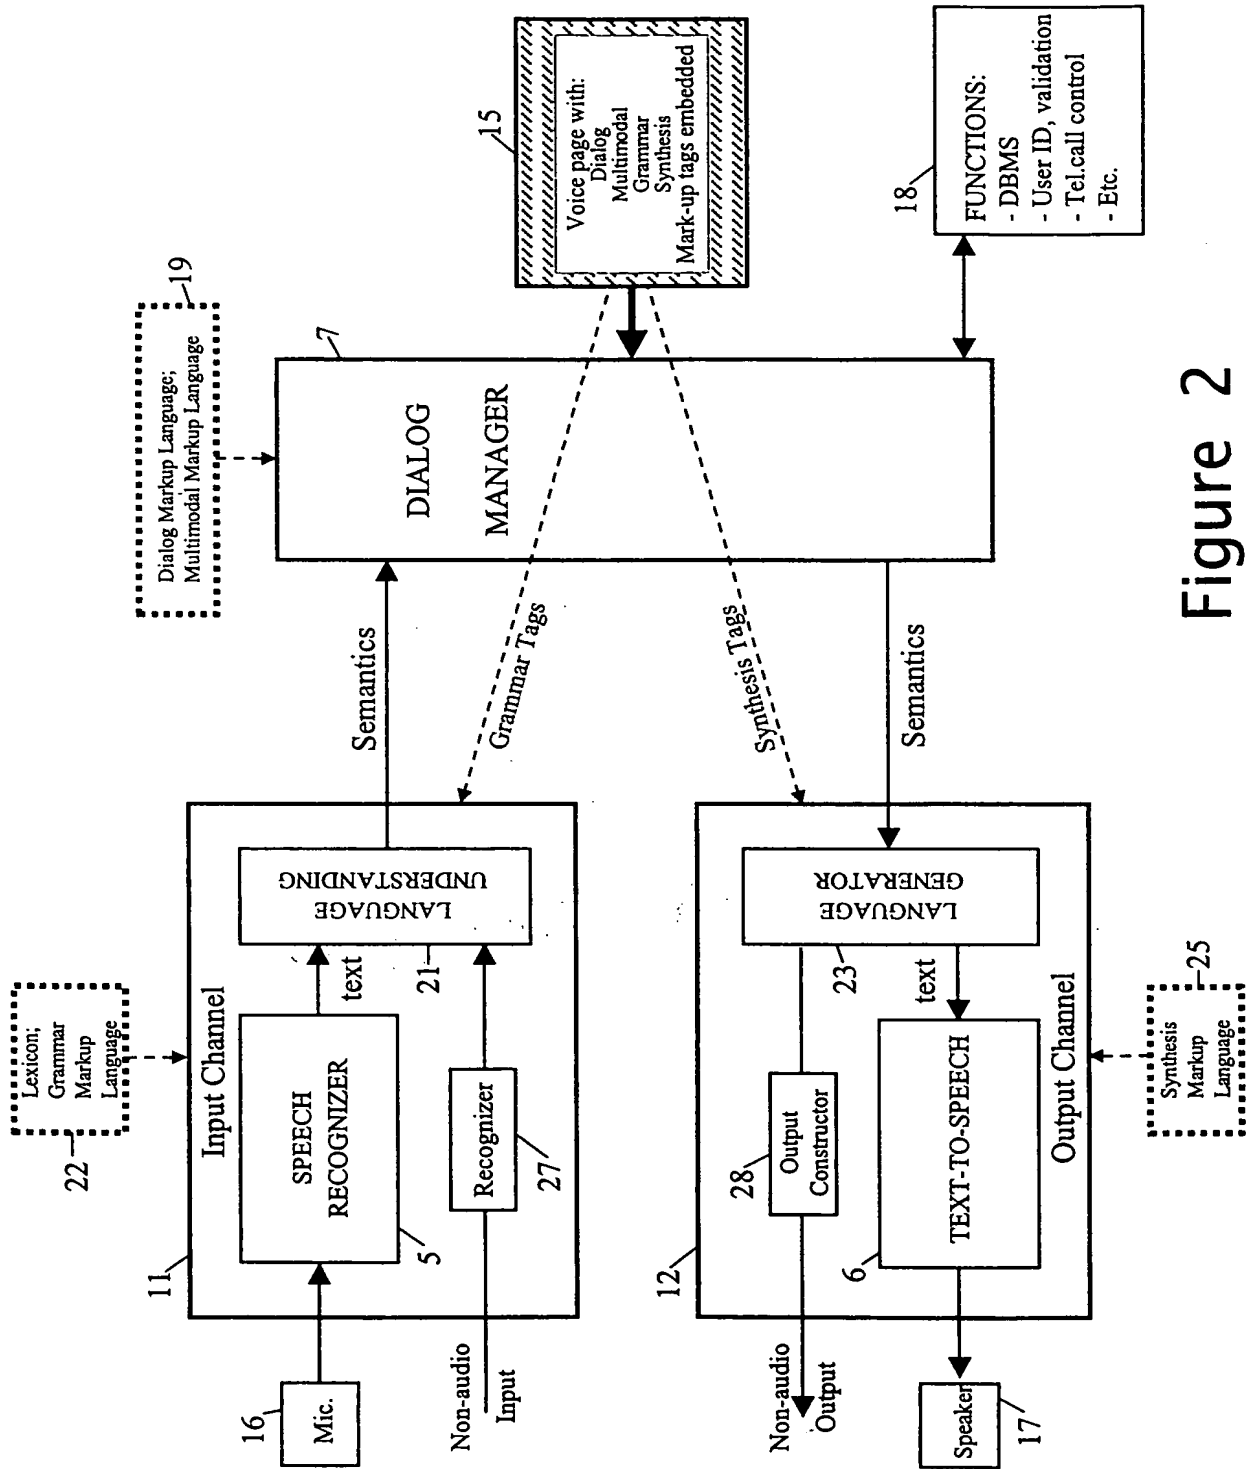 16
Mic.
Non-audio
Input
11
Input Channel
22
Lexicon;
Grammar
Markup
Language
SPEECH
RECOGNIZER
5
text
Recognizer
27
LANGUAGE
UNDERSTANDING
21
Semantics
Grammar Tags
Dialog Markup Language;
Multimodal Markup Language
19
7
DIALOG
MANAGER
15
Voice page with:
Dialog
Multimodal
Grammar
Synthesis
Mark-up tags embedded
18
FUNCTIONS:
- DBMS
- User ID, validation
- Tel.call control
- Etc.
Synthesis Tags
Semantics
12
LANGUAGE
GENERATOR
23
text
28
Output
Constructor
6
TEXT-TO-SPEECH
Output Channel
Non-audio
Output
Speaker
17
Synthesis
Markup
Language
25
Figure 2